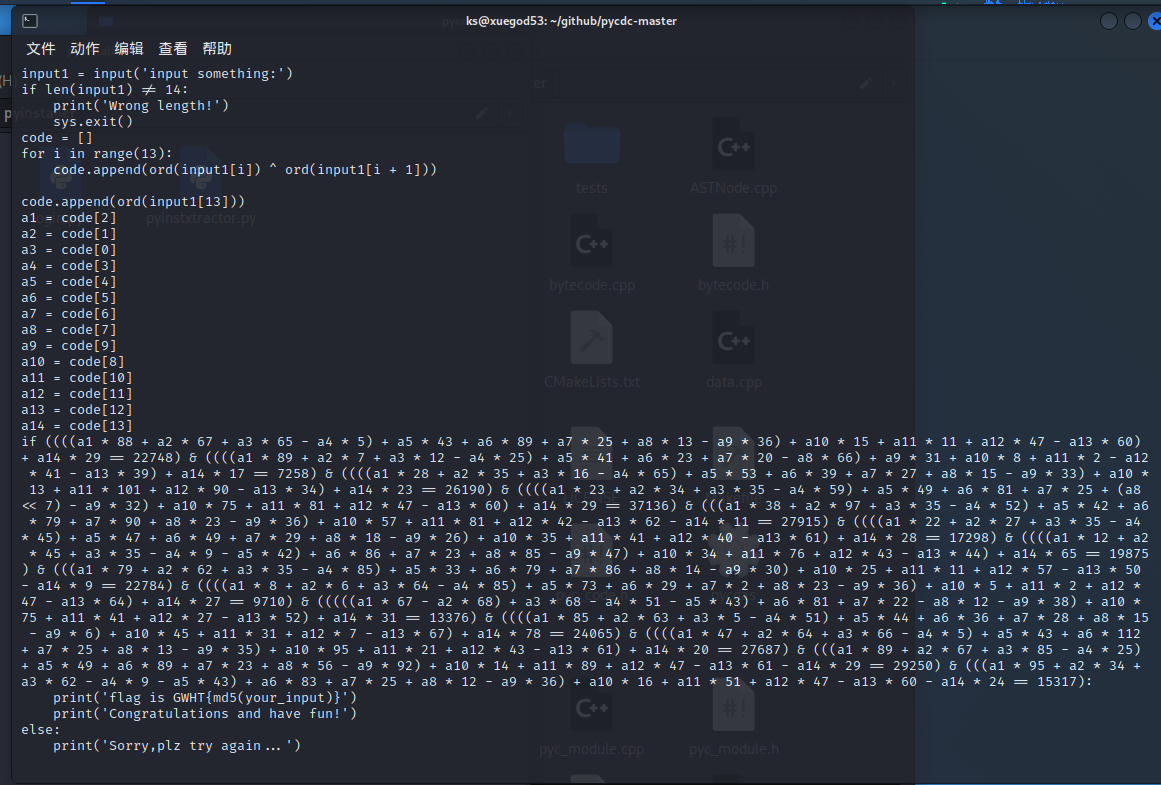 ks@xuegod53: ~/github/pycdc-master
文件 动作 编辑 查看 帮助
input1 = input('input something:')
if len(input1) ≠ 14:
    print('Wrong length!')
    sys.exit()
code = []
for i in range(13):
    code.append(ord(input1[i]) ^ ord(input1[i + 1]))
code.append(ord(input1[13]))
a1 = code[2]
pyinstxtractor.py
a2 = code[1]
a3 = code[0]
a4 = code[3]
a5 = code[4]
a6 = code[5]
a7 = code[6]
a8 = code[7]
a9 = code[9]
a10 = code[8]
a11 = code[10]
a12 = code[11]
a13 = code[12]
a14 = code[13]
if ((((a1 * 88 + a2 * 67 + a3 * 65 - a4 * 5) + a5 * 43 + a6 * 89 + a7 * 25 + a8 * 13 - a9 * 36) + a10 * 15 + a11 * 11 + a12 * 47 - a13 * 60)
+ a14 * 29 == 22748) & ((((a1 * 89 + a2 * 7 + a3 * 12 - a4 * 25) + a5 * 41 + a6 * 23 + a7 * 20 - a8 * 66) + a9 * 31 + a10 * 8 + a11 * 2 - a12
 * 41 - a13 * 39) + a14 * 17 == 7258) & ((((a1 * 28 + a2 * 35 + a3 * 16 - a4 * 65) + a5 * 53 + a6 * 39 + a7 * 27 + a8 * 15 - a9 * 33) + a10 *
 13 + a11 * 101 + a12 * 90 - a13 * 34) + a14 * 23 == 26190) & ((((a1 * 23 + a2 * 34 + a3 * 35 - a4 * 59) + a5 * 49 + a6 * 81 + a7 * 25 + (a8
≪ 7) - a9 * 32) + a10 * 75 + a11 * 81 + a12 * 47 - a13 * 60) + a14 * 29 == 37136) & (((a1 * 38 + a2 * 97 + a3 * 35 - a4 * 52) + a5 * 42 + a6
 * 79 + a7 * 90 + a8 * 23 - a9 * 36) + a10 * 57 + a11 * 81 + a12 * 42 - a13 * 62 - a14 * 11 == 27915) & ((((a1 * 22 + a2 * 27 + a3 * 35 - a4
 * 45) + a5 * 47 + a6 * 49 + a7 * 29 + a8 * 18 - a9 * 26) + a10 * 35 + a11 * 41 + a12 * 40 - a13 * 61) + a14 * 28 == 17298) & ((((a1 * 12 + a2
 * 45 + a3 * 35 - a4 * 9 - a5 * 42) + a6 * 86 + a7 * 23 + a8 * 85 - a9 * 47) + a10 * 34 + a11 * 76 + a12 * 43 - a13 * 44) + a14 * 65 == 19875
) & (((a1 * 79 + a2 * 62 + a3 * 35 - a4 * 85) + a5 * 33 + a6 * 79 + a7 * 86 + a8 * 14 - a9 * 30) + a10 * 25 + a11 * 11 + a12 * 57 - a13 * 50
 - a14 * 9 == 22784) & ((((a1 * 8 + a2 * 6 + a3 * 64 - a4 * 85) + a5 * 73 + a6 * 29 + a7 * 2 + a8 * 23 - a9 * 36) + a10 * 5 + a11 * 2 + a12 *
47 - a13 * 64) + a14 * 27 == 9710) & (((((a1 * 67 - a2 * 68) + a3 * 68 - a4 * 51 - a5 * 43) + a6 * 81 + a7 * 22 - a8 * 12 - a9 * 38) + a10 *
75 + a11 * 41 + a12 * 27 - a13 * 52) + a14 * 31 == 13376) & ((((a1 * 85 + a2 * 63 + a3 * 5 - a4 * 51) + a5 * 44 + a6 * 36 + a7 * 28 + a8 * 15
 - a9 * 6) + a10 * 45 + a11 * 31 + a12 * 7 - a13 * 67) + a14 * 78 == 24065) & ((((a1 * 47 + a2 * 64 + a3 * 66 - a4 * 5) + a5 * 43 + a6 * 112
+ a7 * 25 + a8 * 13 - a9 * 35) + a10 * 95 + a11 * 21 + a12 * 43 - a13 * 61) + a14 * 20 == 27687) & (((a1 * 89 + a2 * 67 + a3 * 85 - a4 * 25)
+ a5 * 49 + a6 * 89 + a7 * 23 + a8 * 56 - a9 * 92) + a10 * 14 + a11 * 89 + a12 * 47 - a13 * 61 - a14 * 29 == 29250) & (((a1 * 95 + a2 * 34 +
a3 * 62 - a4 * 9 - a5 * 43) + a6 * 83 + a7 * 25 + a8 * 12 - a9 * 36) + a10 * 16 + a11 * 51 + a12 * 47 - a13 * 60 - a14 * 24 == 15317):
    print('flag is GWHT{md5(your_input)}')
    print('Congratulations and have fun!')
else:
    print('Sorry,plz try again...')
tests
ASTNode.cpp
bytecode.cpp
bytecode.h
CMakeLists.txt
data.cpp
pyc_module.cpp
pyc_module.h